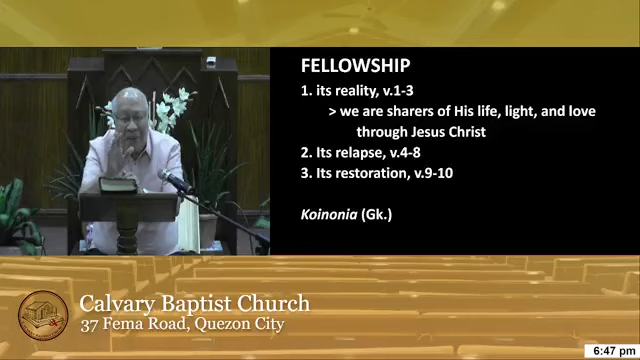 FELLOWSHIP
1. its reality, v.1-3
> we are sharers of His life, light, and love
through Jesus Christ
2. Its relapse, v.4-8
3. Its restoration, v.9-10
Koinonia (Gk.)
Calvary Baptist Church
37 Fema Road, Quezon City
6:47 pm